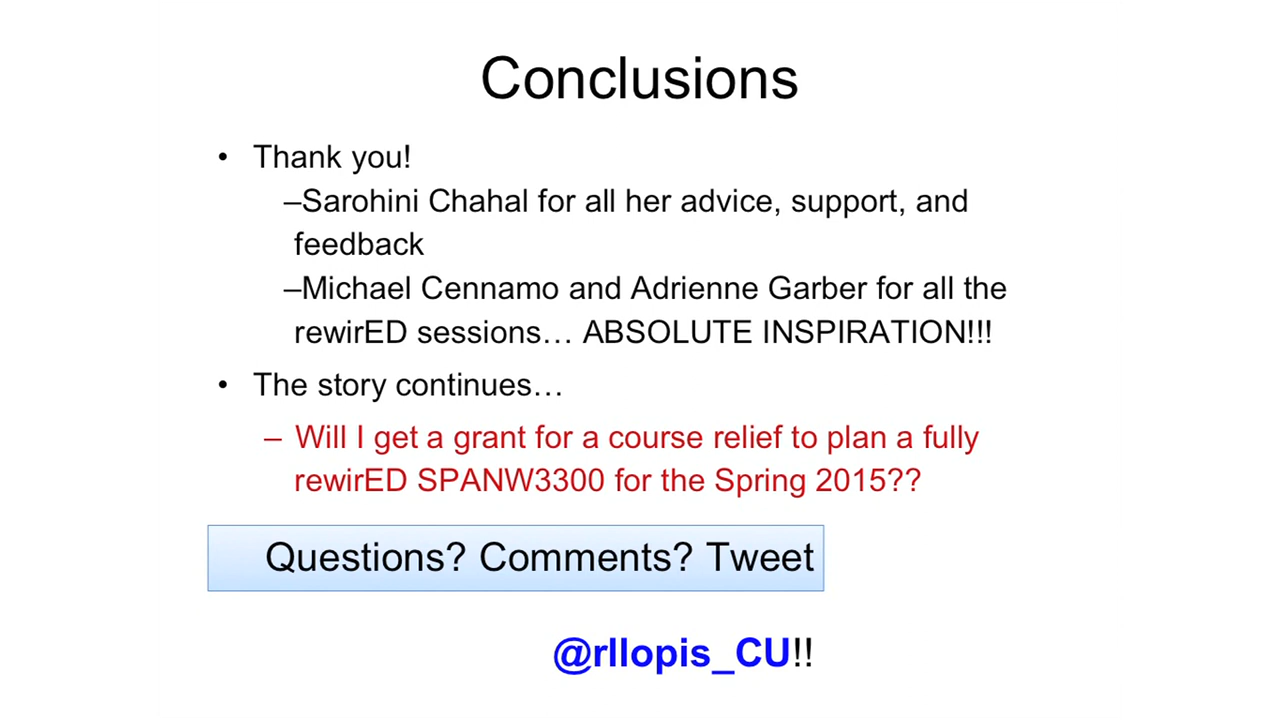 Conclusions
• Thank you!
–Sarohini Chahal for all her advice, support, and
feedback
–Michael Cennamo and Adrienne Garber for all the
rewirED sessions… ABSOLUTE INSPIRATION!!!
• The story continues…
– Will I get a grant for a course relief to plan a fully
rewirED SPANW3300 for the Spring 2015??
Questions? Comments? Tweet
@rllopis_CU!!